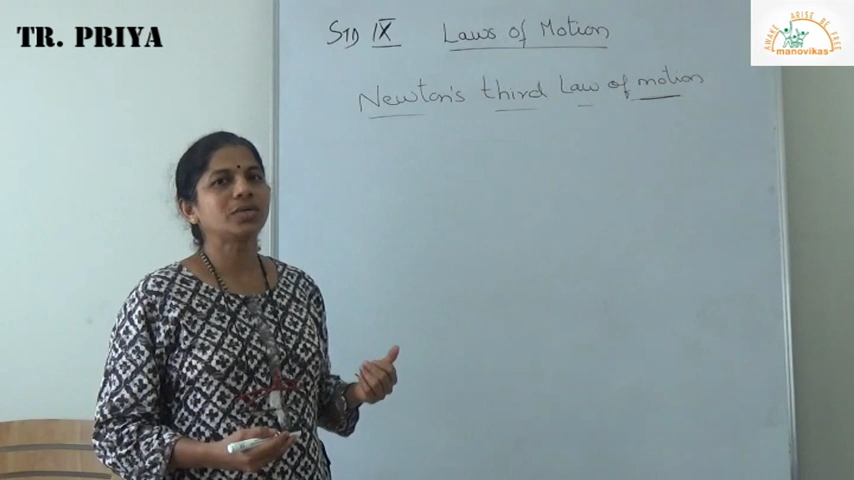 TR. PRIYA
STD IX Laws of Motion
Newton's third Law of motion
AWAKE ARISE BE FREE
manovikas